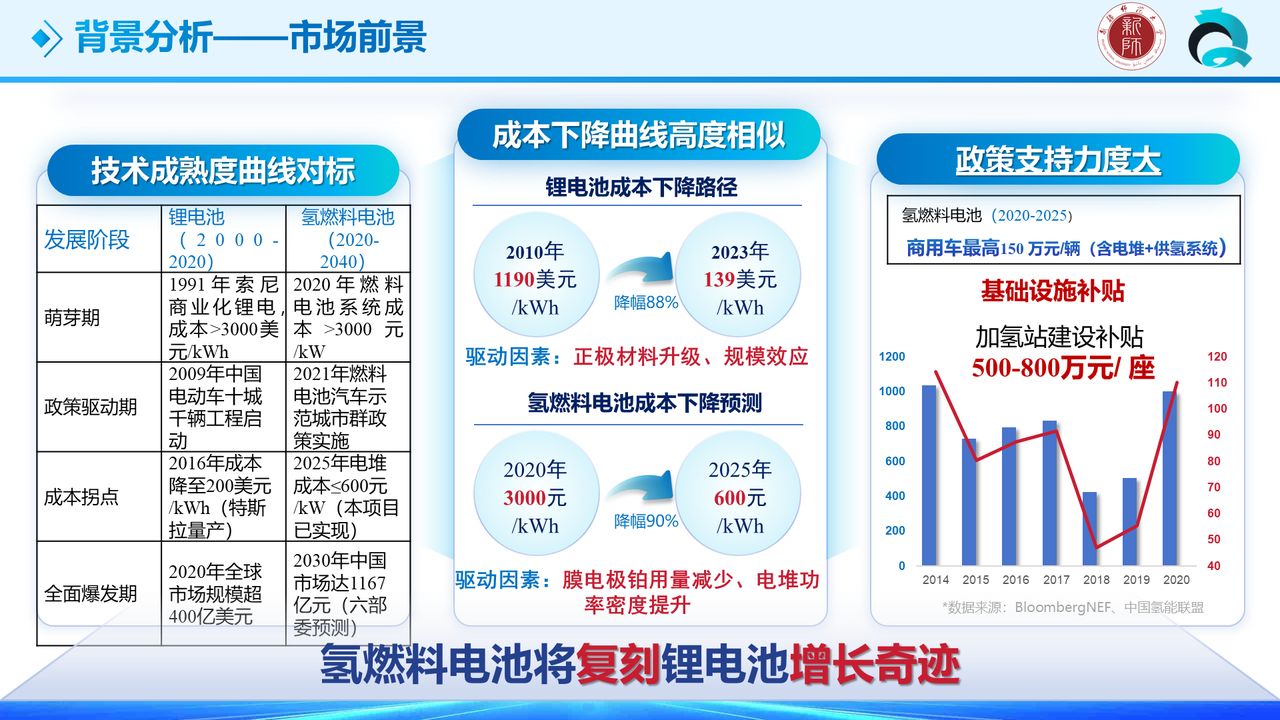 背景分析——市场前景
新师
技术成熟度曲线对标
发展阶段
锂电池
（2000-
2020）
氢燃料电池
（2020-
2040）
萌芽期
1991年索尼
商业化锂电,
成本>3000美
元/kWh
2020年燃料
电池系统成
本>3000元
/kW
政策驱动期
2009年中国
电动车十城
千辆工程启
动
2021年燃料
电池汽车示
范城市群政
策实施
成本拐点
2016年成本
降至200美元
/kWh（特斯
拉量产）
2025年电堆
成本≤600元
/kW（本项目
已实现）
全面爆发期
2020年全球
市场规模超
400亿美元
2030年中国
市场达1167
亿元（六部
委预测）
成本下降曲线高度相似
锂电池成本下降路径
2010年
1190美元
/kWh
降幅88%
2023年
139美元
/kWh
驱动因素：正极材料升级、规模效应
氢燃料电池成本下降预测
2020年
3000元
/kWh
降幅90%
2025年
600元
/kWh
驱动因素：膜电极铂用量减少、电堆功
率密度提升
政策支持力度大
氢燃料电池（2020-2025）
商用车最高150 万元/辆（含电堆+供氢系统）
基础设施补贴
加氢站建设补贴
500-800万元/ 座
1200
1000
800
600
400
200
0
120
110
100
90
80
70
60
50
40
2014 2015 2016 2017 2018 2019 2020
*数据来源：BloombergNEF、中国氢能联盟
氢燃料电池将复刻锂电池增长奇迹